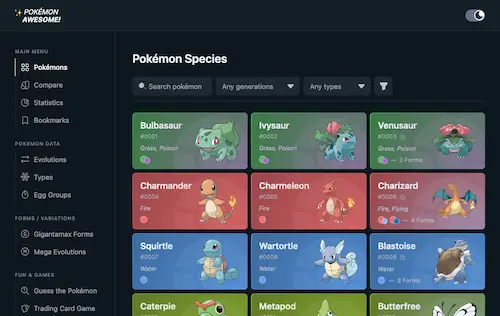 POKÉMON
AWESOME!
MAIN MENU
Pokémons
Compare
Statistics
Bookmarks
POKEMON DATA
Evolutions
Types
Egg Groups
FORMS / VARIATIONS
Gigantamax Forms
Mega Evolutions
FUN & GAMES
Guess the Pokémon
Trading Card Game
Pokémon Species
Search pokémon
Any generations
Any types
Bulbasaur
#0001
Grass, Poison
Ivysaur
#0002
Grass, Poison
Venusaur
#0003
Grass, Poison
— 3 Forms
Charmander
#0004
Fire
Charmeleon
#0005
Fire
Charizard
#0006
Fire, Flying
— 4 Forms
Squirtle
#0007
Water
Wartortle
#0008
Water
Blastoise
#0009
Water
— 3 Forms
Caterpie
Metapod
Butterfree